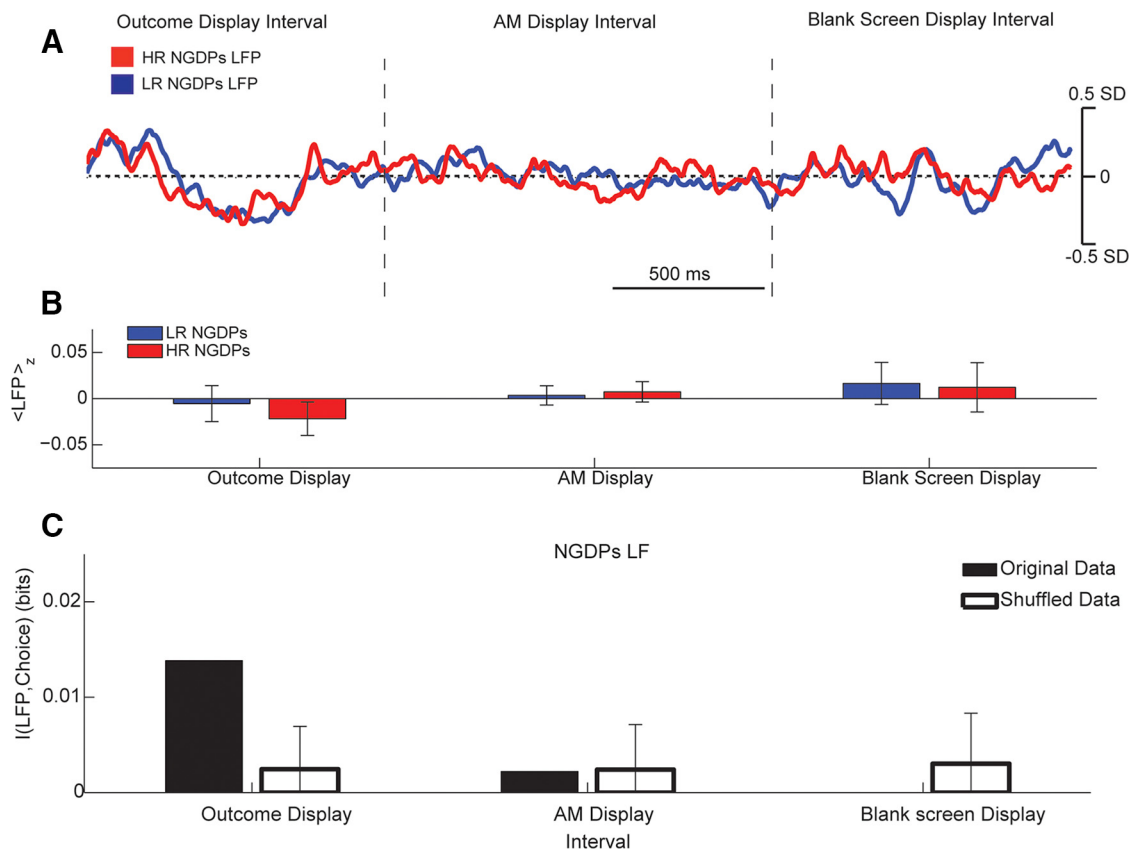 Outcome Display Interval AM Display Interval Blank Screen Display Interval
A
HR NGDPs LFP
LR NGDPs LFP
0.5 SD
0
-0.5 SD
500 ms
B
LR NGDPs
HR NGDPs
<LFP>z
0.05
0
−0.05
Outcome Display AM Display Blank Screen Display
C
NGDPs LF
Original Data
Shuffled Data
I(LFP,Choice) (bits)
0.02
0.01
0
Outcome Display AM Display Blank screen Display
Interval